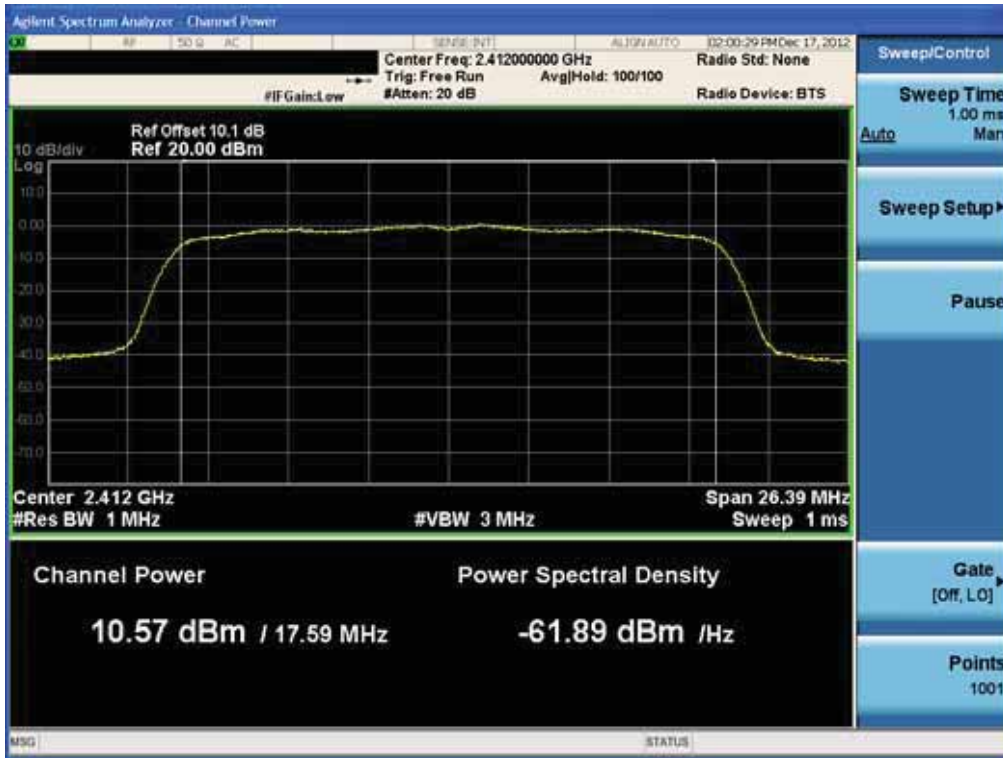 Agilent Spectrum Analyzer - Channel Power
RF 50 Ω AC SENSE:INT ALIGN AUTO 02:00:29 PM Dec 17, 2012
Center Freq: 2.412000000 GHz Radio Std: None
Trig: Free Run Avg|Hold: 100/100
#IFGain:Low #Atten: 20 dB Radio Device: BTS
Ref Offset 10.1 dB
10 dB/div Ref 20.00 dBm
Log
10.0
0.00
-10.0
-20.0
-30.0
-40.0
-50.0
-60.0
-70.0
Center 2.412 GHz Span 26.39 MHz
#Res BW 1 MHz #VBW 3 MHz Sweep 1 ms
Channel Power Power Spectral Density
10.57 dBm / 17.59 MHz -61.89 dBm /Hz
MSG STATUS
Sweep/Control
Sweep Time
1.00 ms
Auto Man
Sweep Setup
Pause
Gate
[Off, LO]
Points
1001